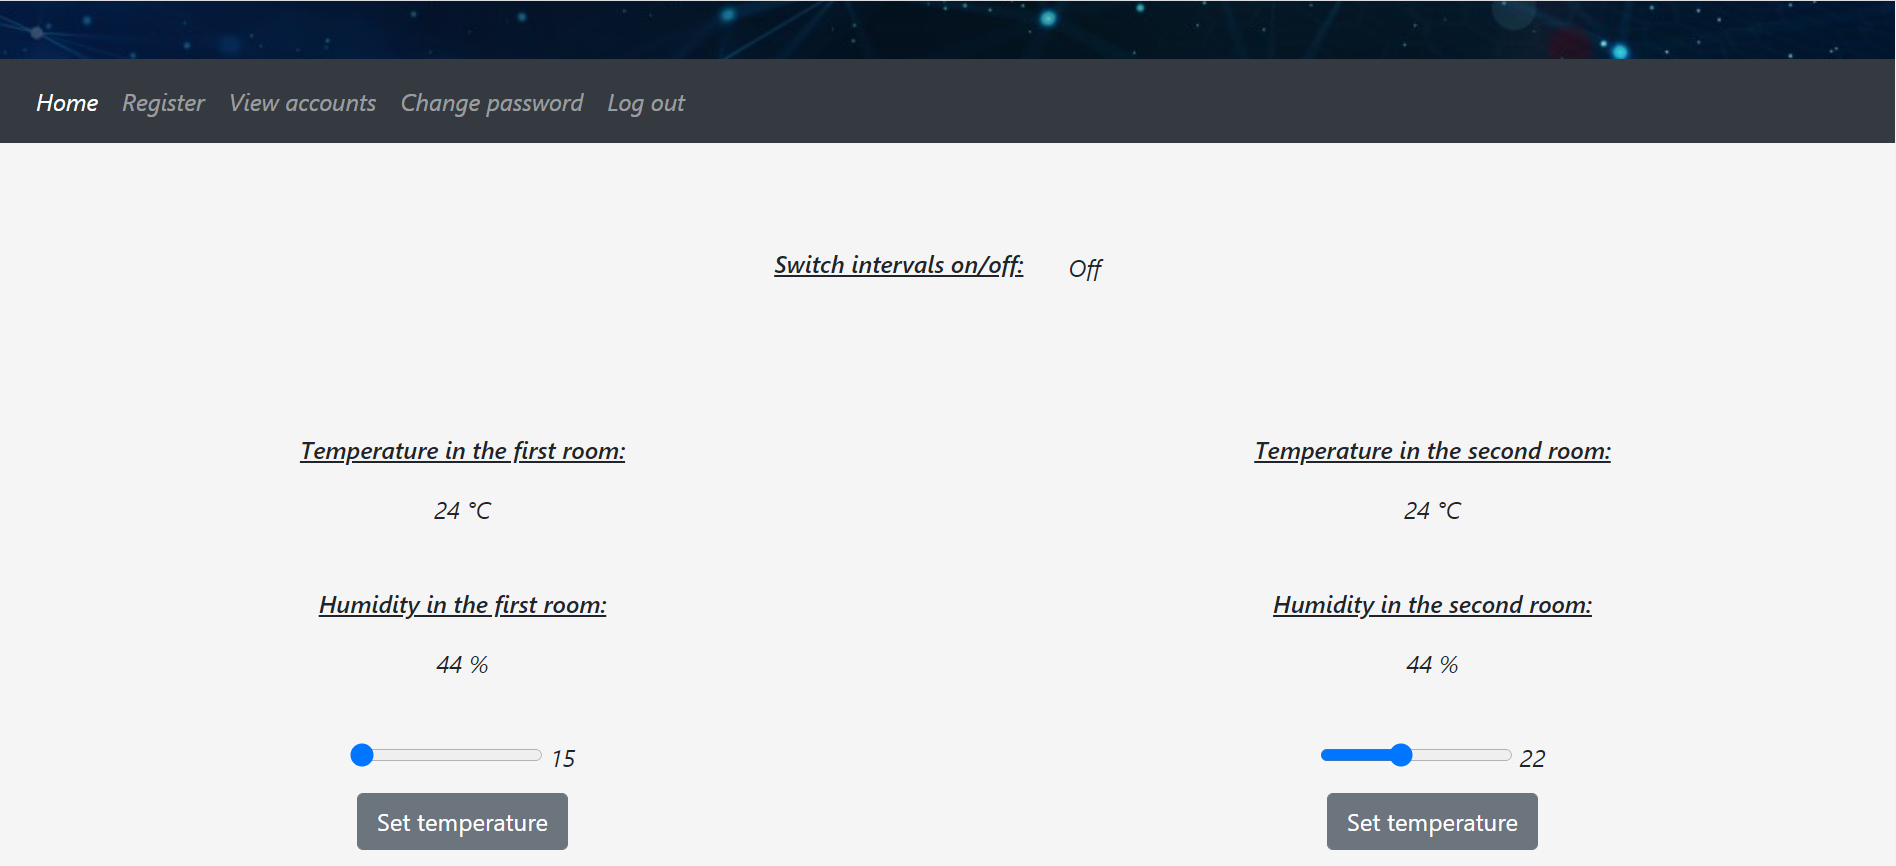 Home Register View accounts Change password Log out
Switch intervals on/off: Off
Temperature in the first room:
24 °C
Humidity in the first room:
44 %
15
Set temperature
Temperature in the second room:
24 °C
Humidity in the second room:
44 %
22
Set temperature